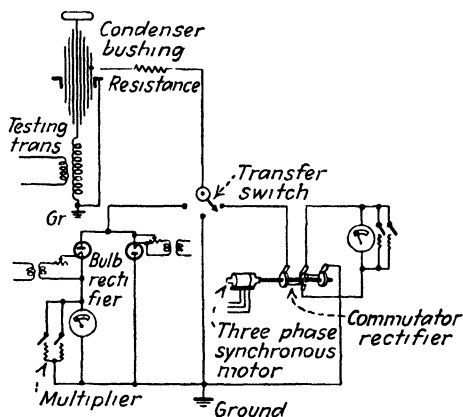 Condenser
bushing
Resistance
Testing
trans
Transfer
switch
Gr
Bulb
recti
fier
Three phase
synchronous
motor
Commutator
rectifier
Multiplier
Ground